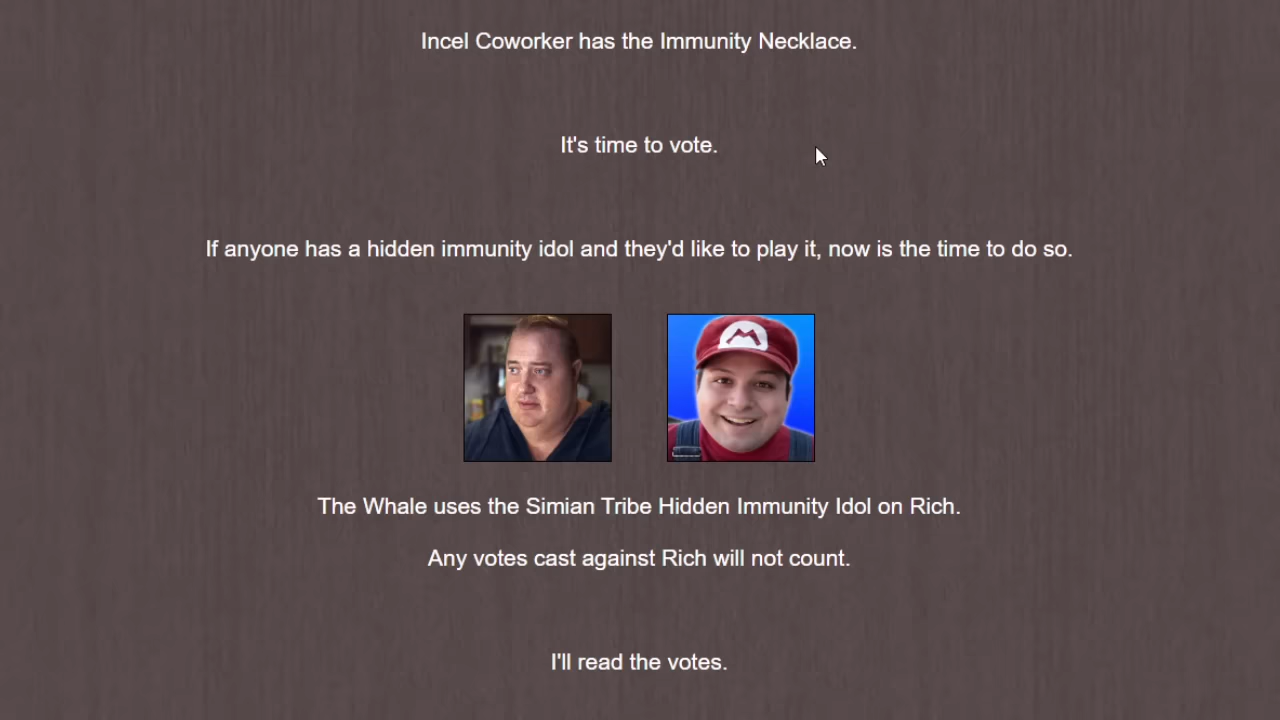 Incel Coworker has the Immunity Necklace.
It's time to vote.
If anyone has a hidden immunity idol and they'd like to play it, now is the time to do so.
M
The Whale uses the Simian Tribe Hidden Immunity Idol on Rich.
Any votes cast against Rich will not count.
I'll read the votes.